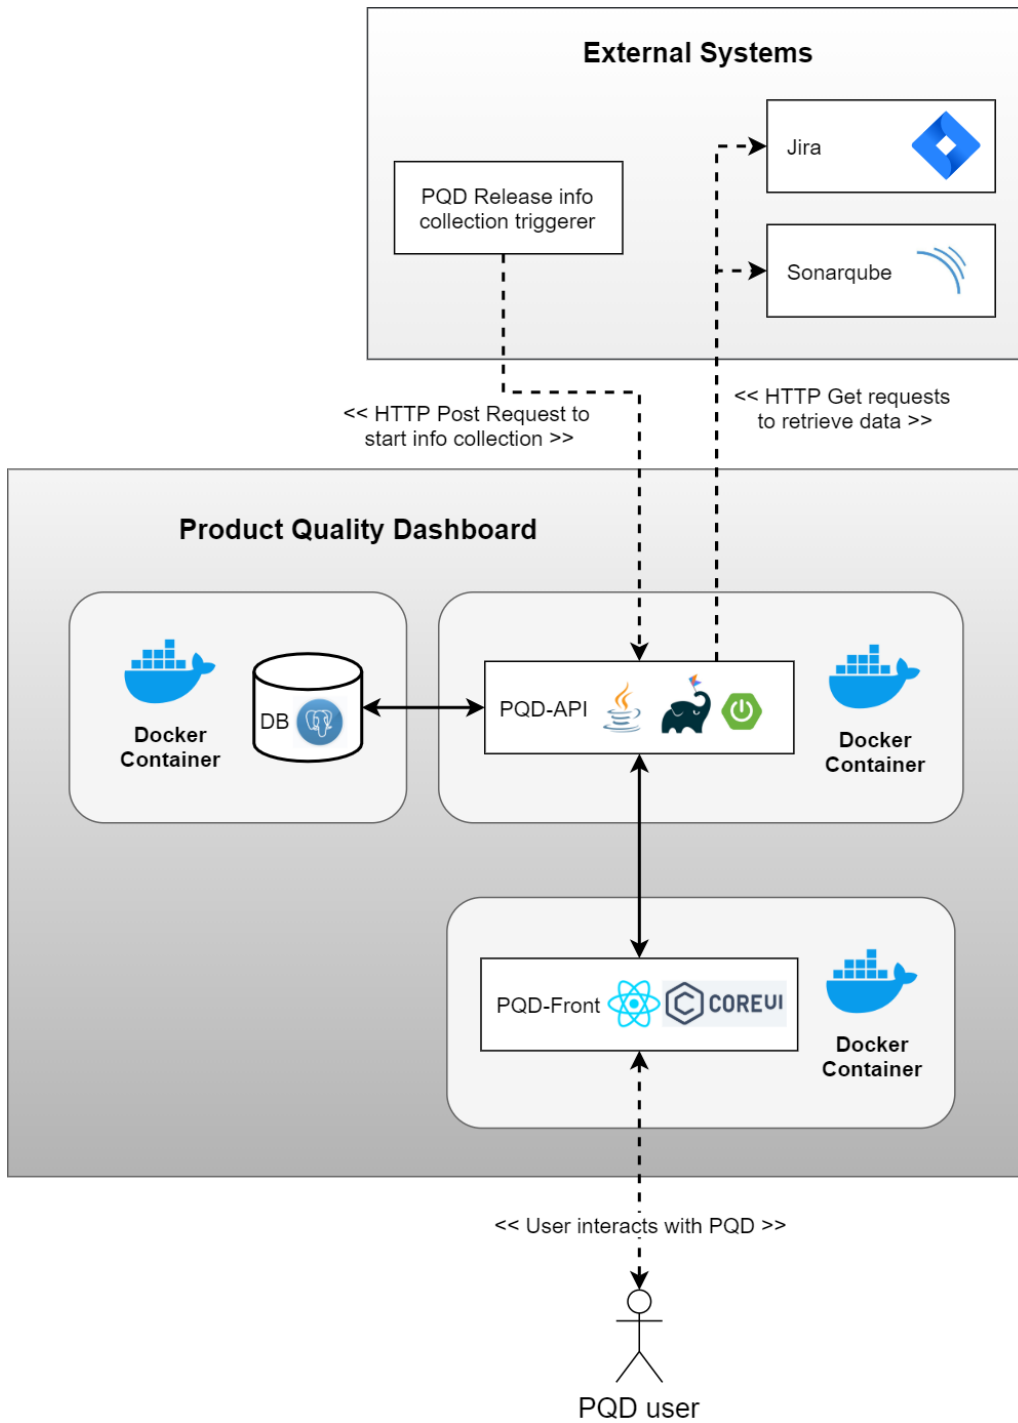 External Systems
Jira
PQD Release info
collection triggerer
Sonarqube
<< HTTP Post Request to
start info collection >>
<< HTTP Get requests
to retrieve data >>
Product Quality Dashboard
Docker
Container
DB
PQD-API
Docker
Container
PQD-Front
COREUI
Docker
Container
<< User interacts with PQD >>
PQD user